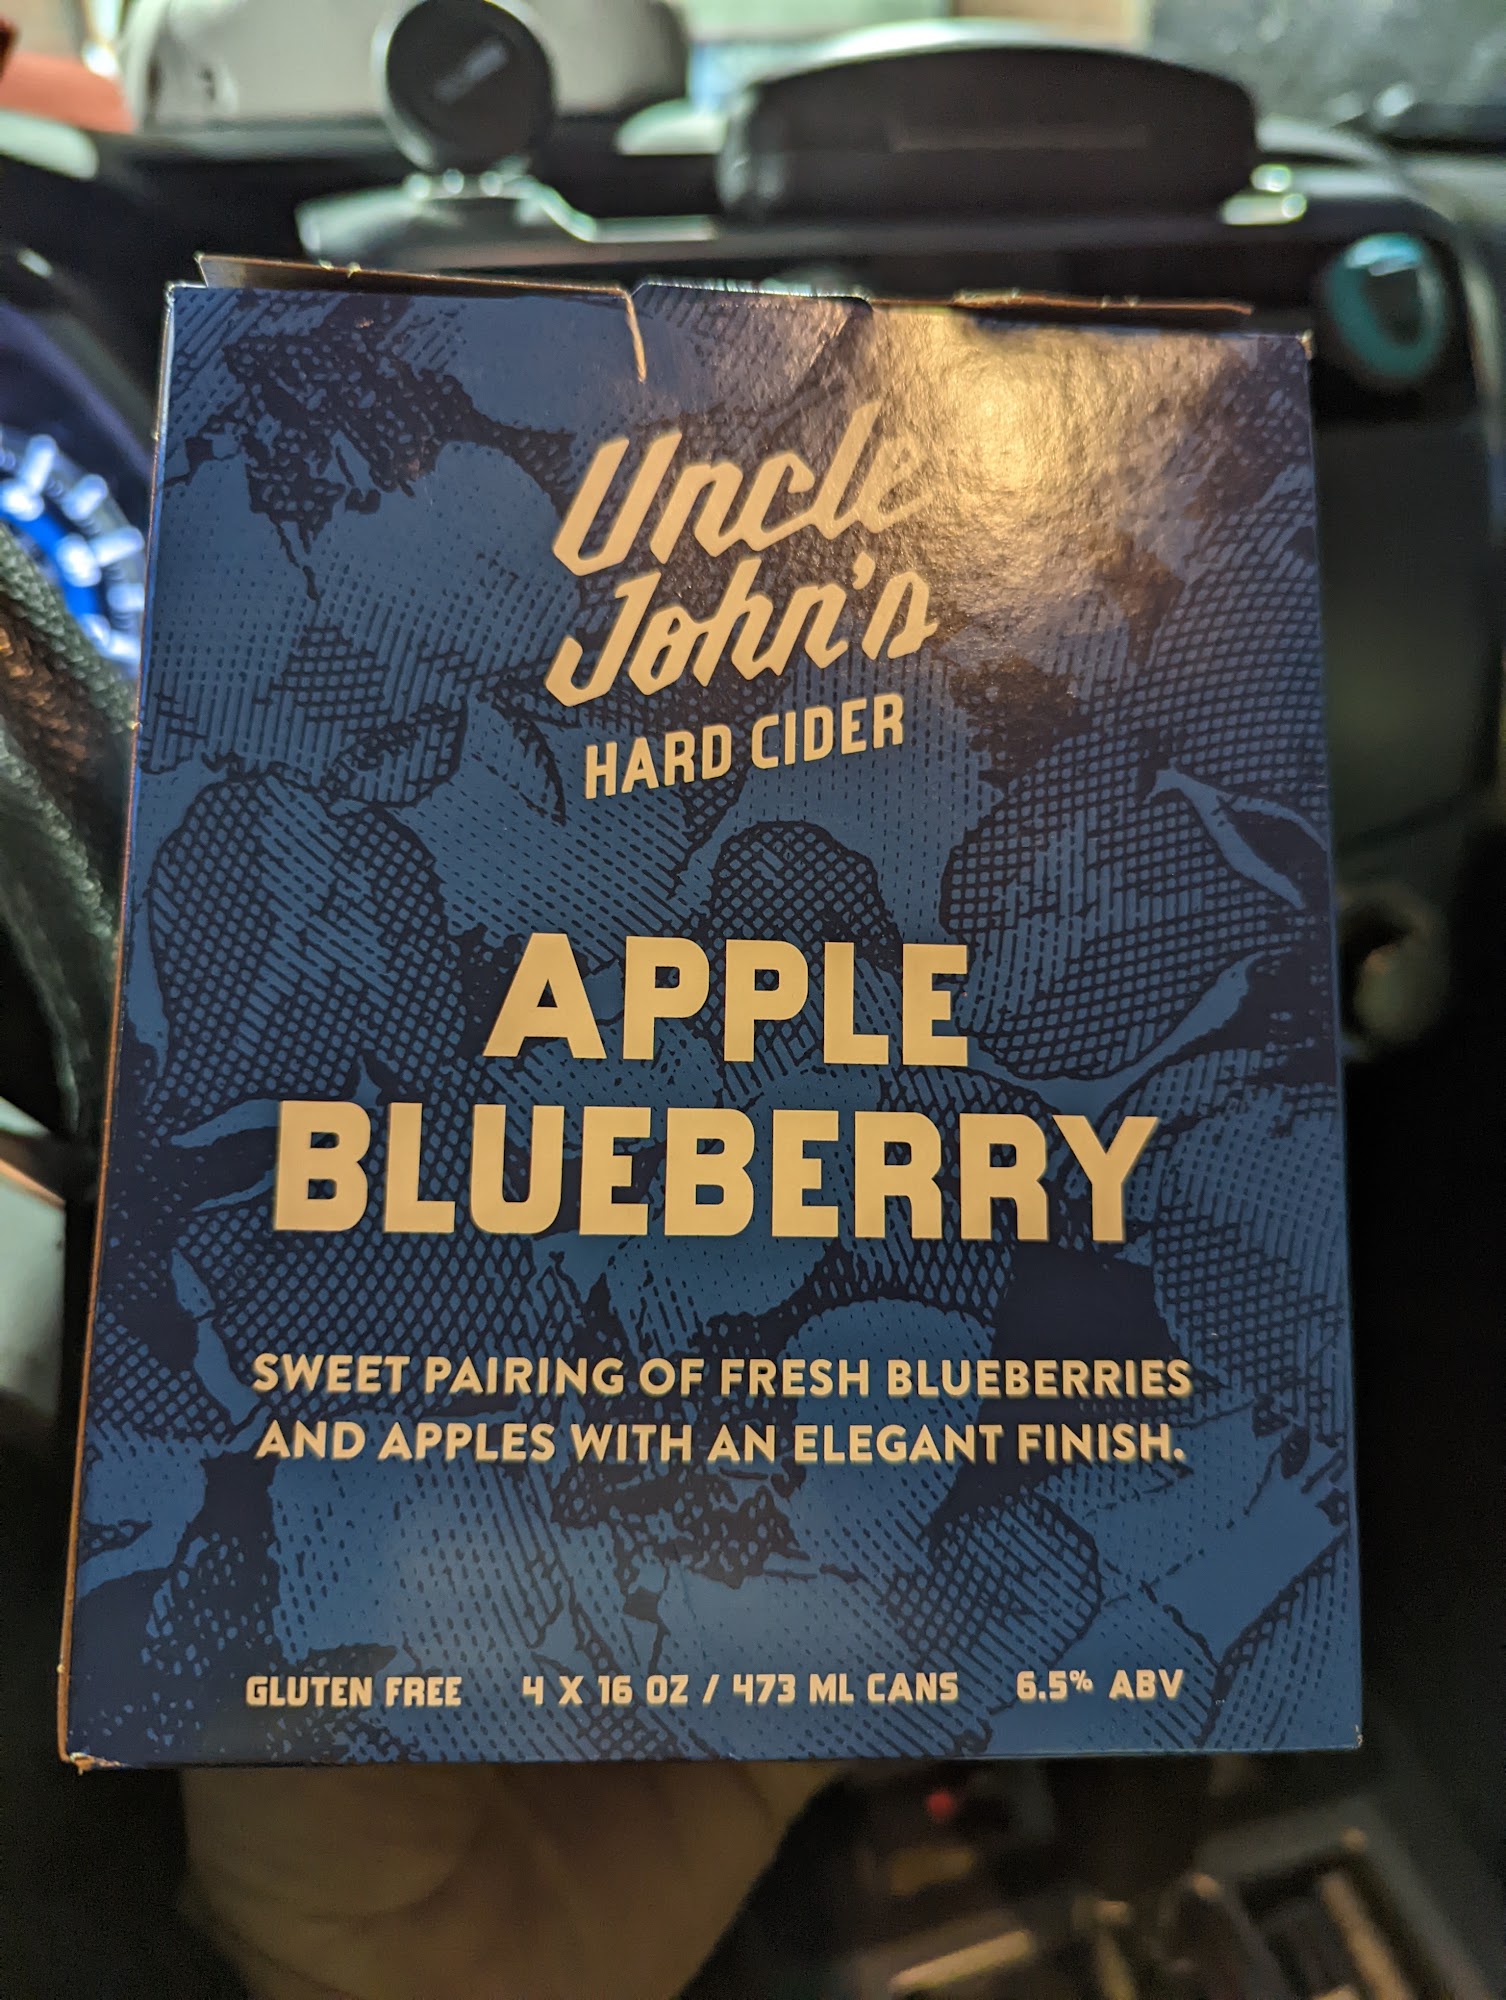 Uncle
John's
HARD CIDER
APPLE
BLUEBERRY
SWEET PAIRING OF FRESH BLUEBERRIES
AND APPLES WITH AN ELEGANT FINISH.
GLUTEN FREE 4 X 16 OZ / 473 ML CANS 6.5% ABV